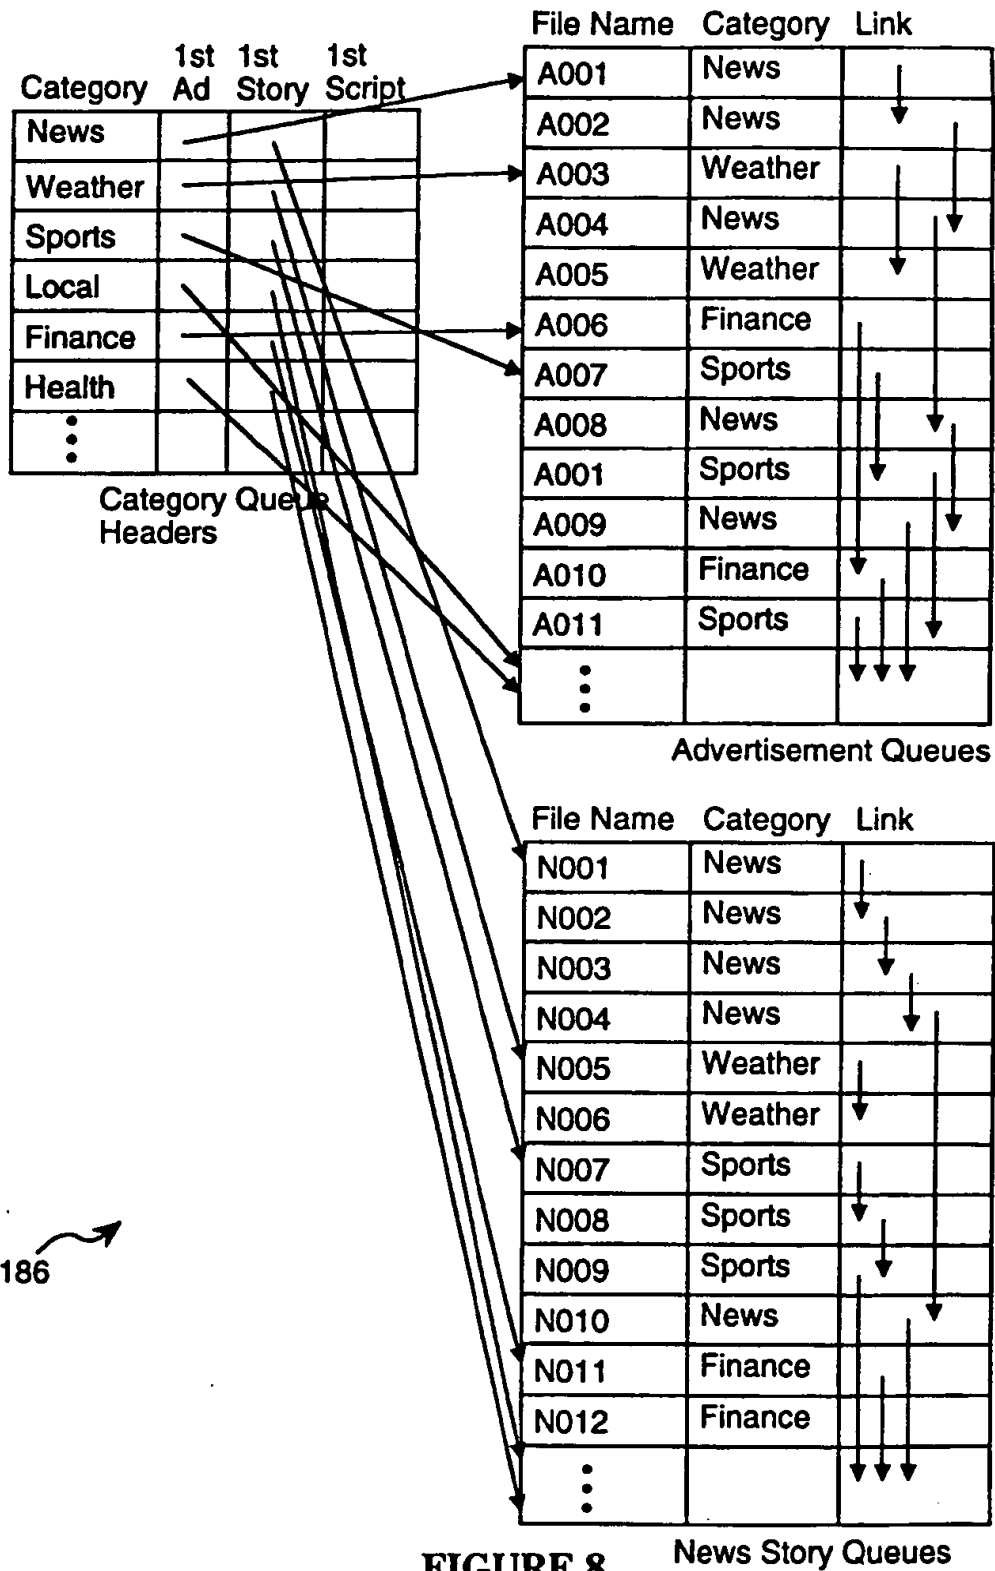 1st 1st 1st
Category Ad Story Script
News
Weather
Sports
Local
Finance
Health
Category Queue
Headers
File Name Category Link
A001 News
A002 News
A003 Weather
A004 News
A005 Weather
A006 Finance
A007 Sports
A008 News
A001 Sports
A009 News
A010 Finance
A011 Sports
Advertisement Queues
File Name Category Link
N001 News
N002 News
N003 News
N004 News
N005 Weather
N006 Weather
N007 Sports
N008 Sports
N009 Sports
N010 News
N011 Finance
N012 Finance
News Story Queues
186
FIGURE 8